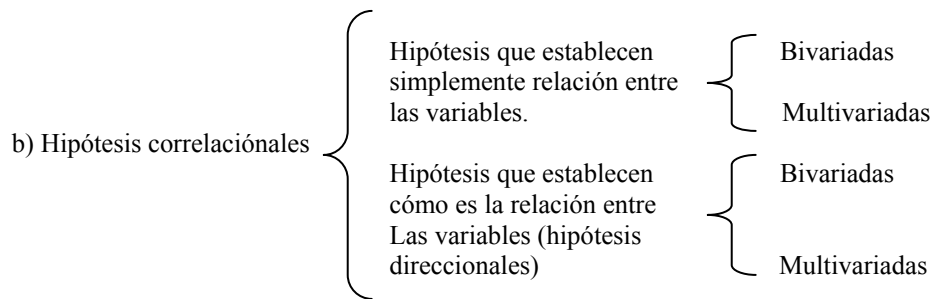 b) Hipótesis correlaciónales
Hipótesis que establecen
simplemente relación entre
las variables.
Bivariadas
Multivariadas
Hipótesis que establecen
cómo es la relación entre
Las variables (hipótesis
direccionales)
Bivariadas
Multivariadas